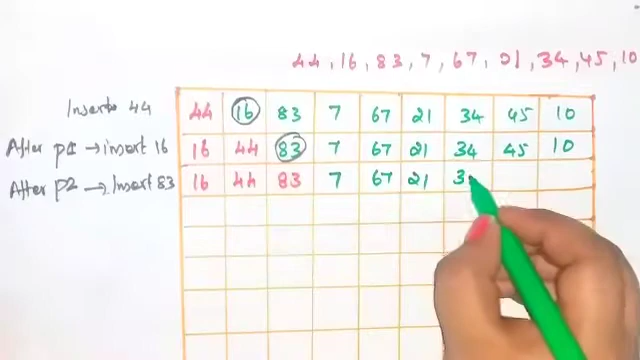 44, 16, 83, 7, 67, 21, 34, 45, 10
Insert 44 44 16 83 7 67 21 34 45 10
After p1 → insert 16 16 44 83 7 67 21 34 45 10
After p2 → Insert 83 16 44 83 7 67 21 3